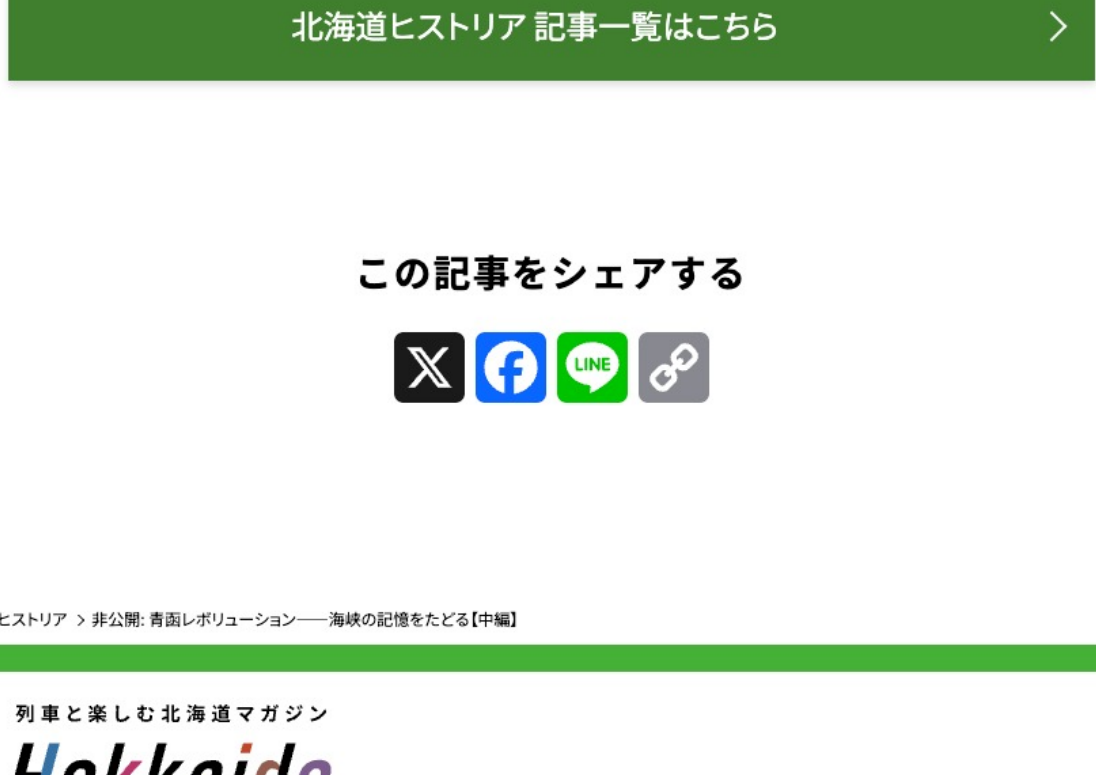 北海道ヒストリア 記事一覧はこちら
この記事をシェアする
LINE
ヒストリア > 非公開: 青函レボリューション――海峡の記憶をたどる【中編】
列車と楽しむ北海道マガジン
Hokkaido